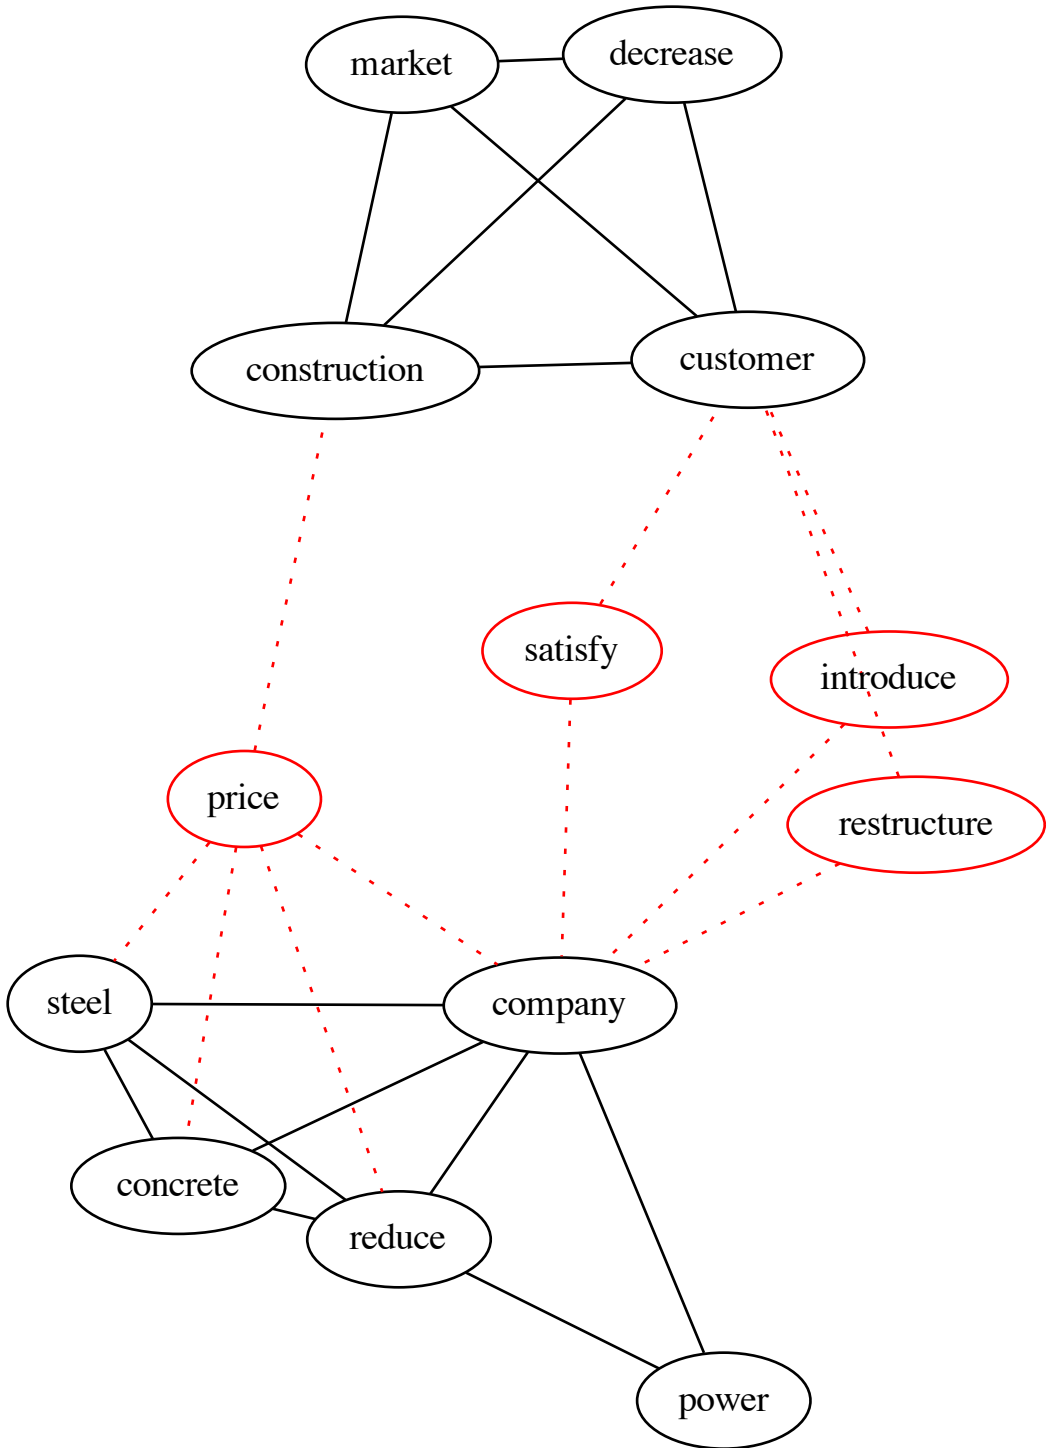 market
decrease
construction
customer
satisfy
introduce
price
restructure
steel
company
concrete
reduce
power